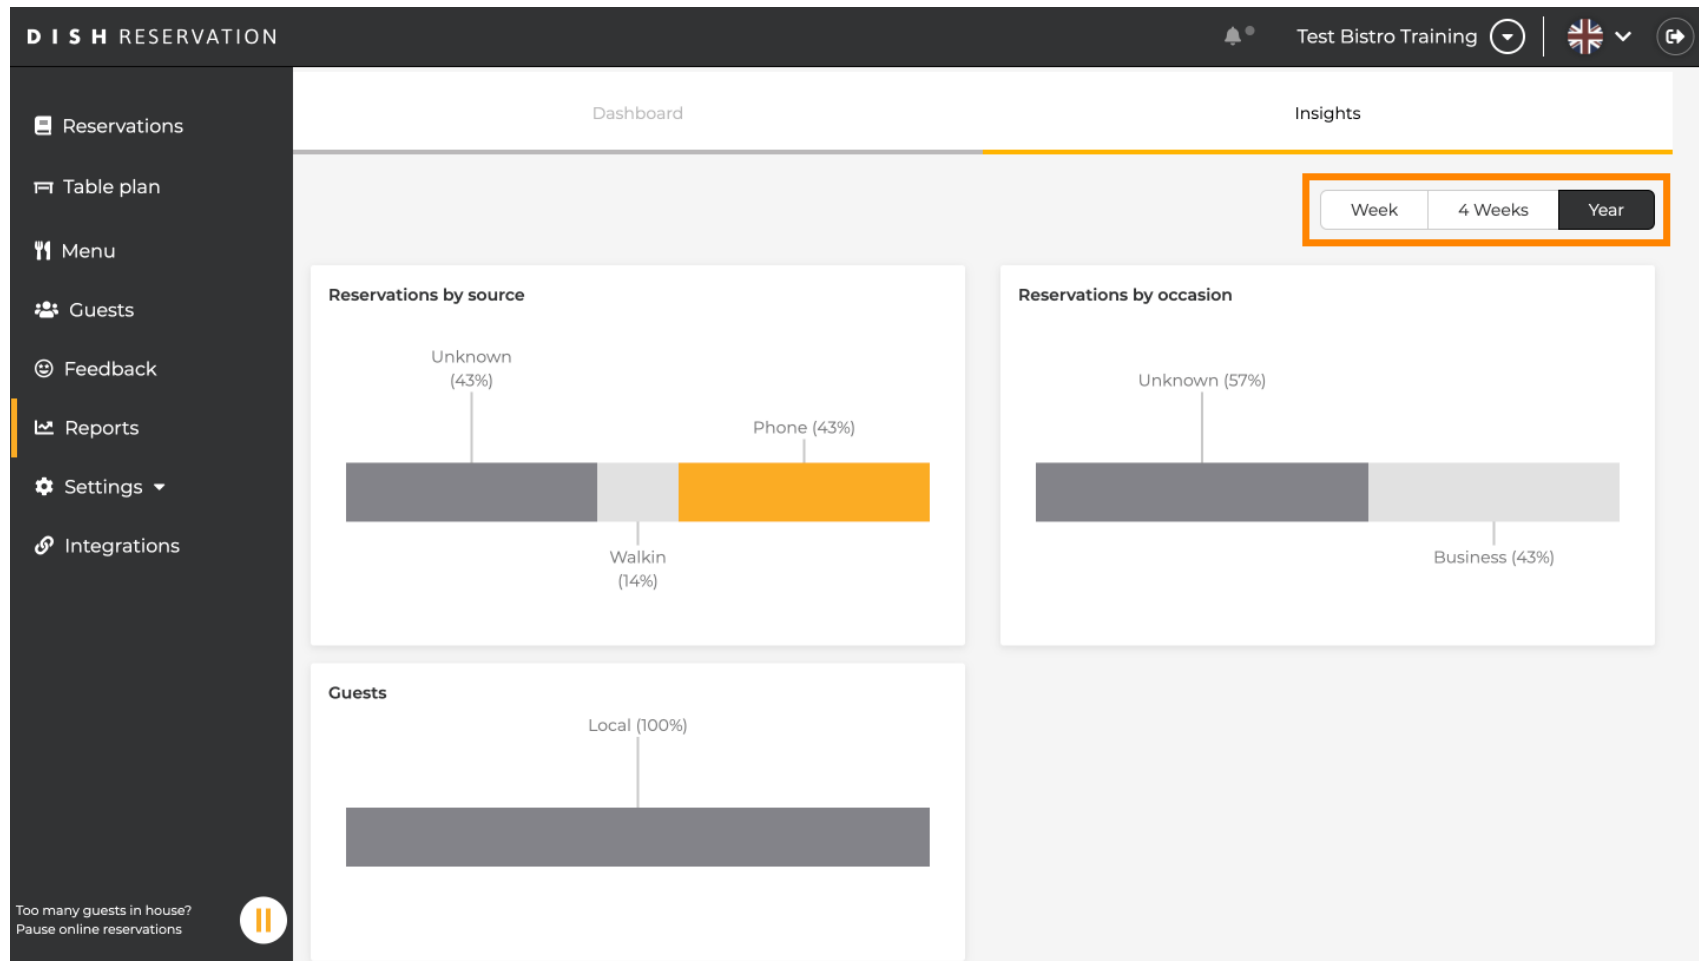 DISH RESERVATION
Test Bistro Training
Reservations
Table plan
Menu
Guests
Feedback
Reports
Settings
Integrations
Too many guests in house?
Pause online reservations
Dashboard
Insights
Week
4 Weeks
Year
Reservations by source
Unknown
(43%)
Phone (43%)
Walkin
(14%)
Reservations by occasion
Unknown (57%)
Business (43%)
Guests
Local (100%)